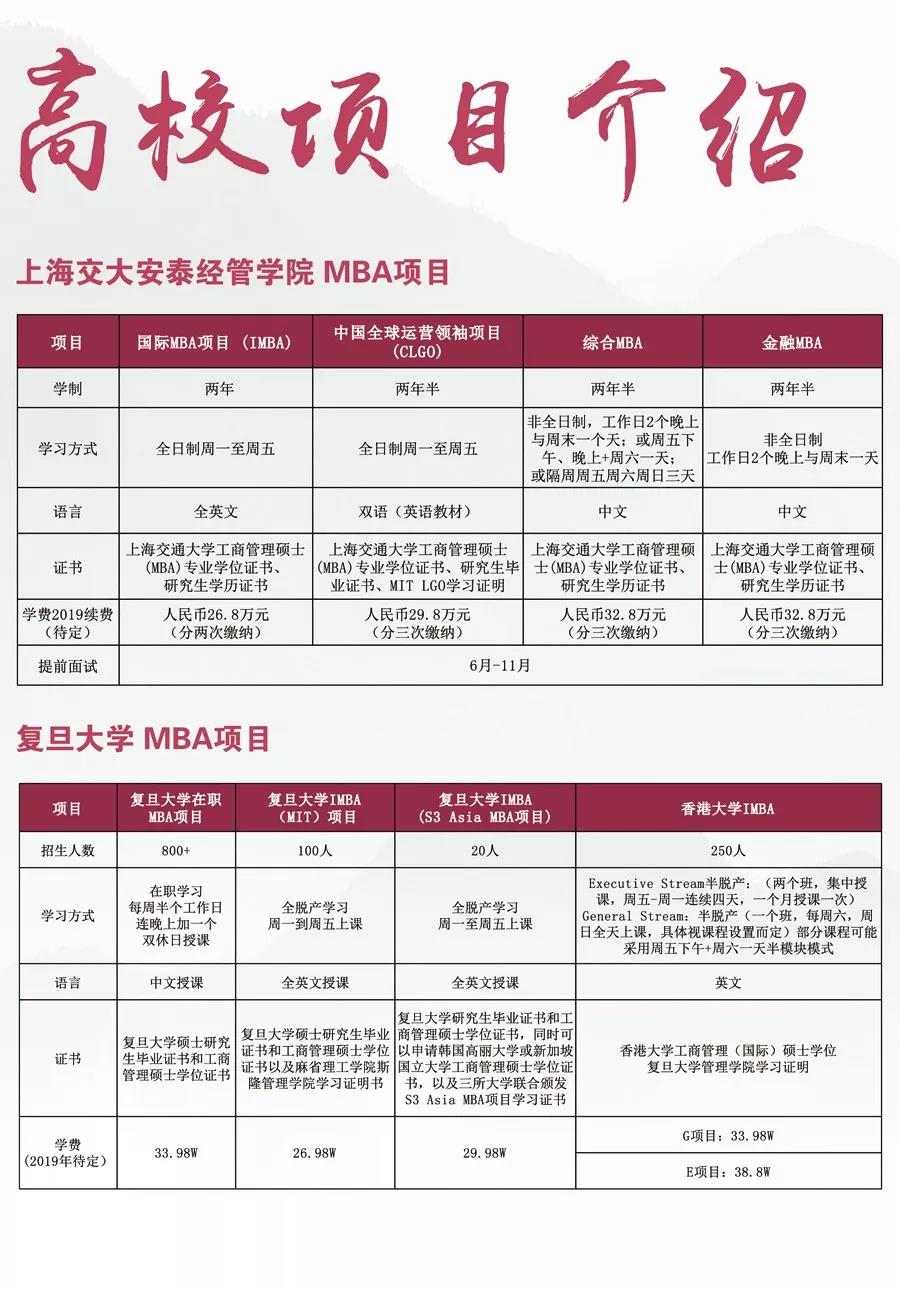 高校项目介绍
上海交大安泰经管学院 MBA项目
项目
国际MBA项目 (IMBA)
中国全球运营领袖项目
(CLGO)
综合MBA
金融MBA
学制
两年
两年半
两年半
两年半
学习方式
全日制周一至周五
全日制周一至周五
非全日制，工作日2个晚上
与周末一个天；或周五下
午、晚上+周六一天；
或隔周周五周六周日三天
非全日制
工作日2个晚上与周末一天
语言
全英文
双语（英语教材）
中文
中文
证书
上海交通大学工商管理硕士
(MBA)专业学位证书、
研究生学历证书
上海交通大学工商管理硕士
(MBA)专业学位证书、研究生毕
业证书、MIT LGO学习证明
上海交通大学工商管理硕
士(MBA)专业学位证书、
研究生学历证书
上海交通大学工商管理硕
士(MBA)专业学位证书、
研究生学历证书
学费2019续费
（待定）
人民币26.8万元
（分两次缴纳）
人民币29.8万元
（分三次缴纳）
人民币32.8万元
（分三次缴纳）
人民币32.8万元
（分三次缴纳）
提前面试
6月-11月
复旦大学 MBA项目
项目
复旦大学在职
MBA项目
复旦大学IMBA
（MIT）项目
复旦大学IMBA
(S3 Asia MBA项目)
香港大学IMBA
招生人数
800+
100人
20人
250人
学习方式
在职学习
每周半个工作日
连晚上加一个
双休日授课
全脱产学习
周一到周五上课
全脱产学习
周一至周五上课
Executive Stream半脱产：（两个班，集中授
课，周五-周一连续四天，一个月授课一次）
General Stream：半脱产（一个班，每周六，周
日全天上课，具体视课程设置而定）部分课程可能
采用周五下午+周六一天半模块模式
语言
中文授课
全英文授课
全英文授课
英文
证书
复旦大学硕士研究
生毕业证书和工商
管理硕士学位证书
复旦大学硕士研究生毕业
证书和工商管理硕士学位
证书以及麻省理工学院斯
隆管理学院学习证明书
复旦大学研究生毕业证书和工
商管理硕士学位证书，同时可
以申请韩国高丽大学或新加坡
国立大学工商管理硕士学位证
书，以及三所大学联合颁发
S3 Asia MBA项目学习证书
香港大学工商管理（国际）硕士学位
复旦大学管理学院学习证明
学费
(2019年待定）
33.98W
26.98W
29.98W
G项目：33.98W
E项目：38.8W